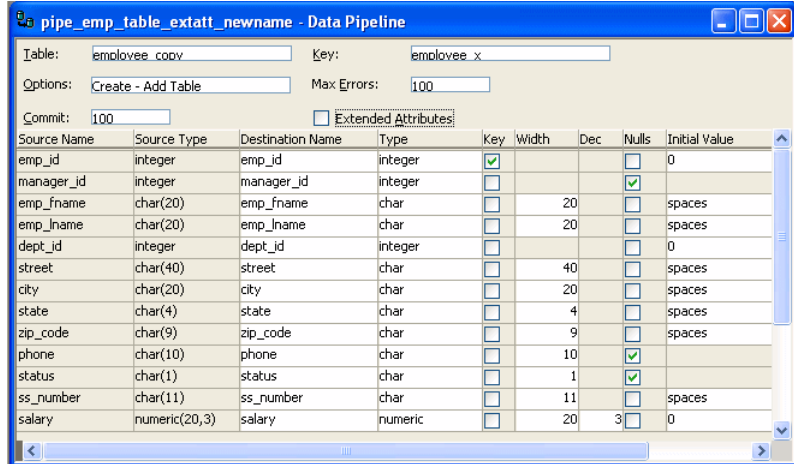 pipe_emp_table_extatt_newname - Data Pipeline
Table: employee_copy Key: employee_x
Options: Create - Add Table Max Errors: 100
Commit: 100 Extended Attributes
Source Name Source Type Destination Name Type Key Width Dec Nulls Initial Value
emp_id integer emp_id integer 0
manager_id integer manager_id integer
emp_fname char(20) emp_fname char 20 spaces
emp_lname char(20) emp_lname char 20 spaces
dept_id integer dept_id integer 0
street char(40) street char 40 spaces
city char(20) city char 20 spaces
state char(4) state char 4 spaces
zip_code char(9) zip_code char 9 spaces
phone char(10) phone char 10
status char(1) status char 1
ss_number char(11) ss_number char 11 spaces
salary numeric(20,3) salary numeric 20 3 0